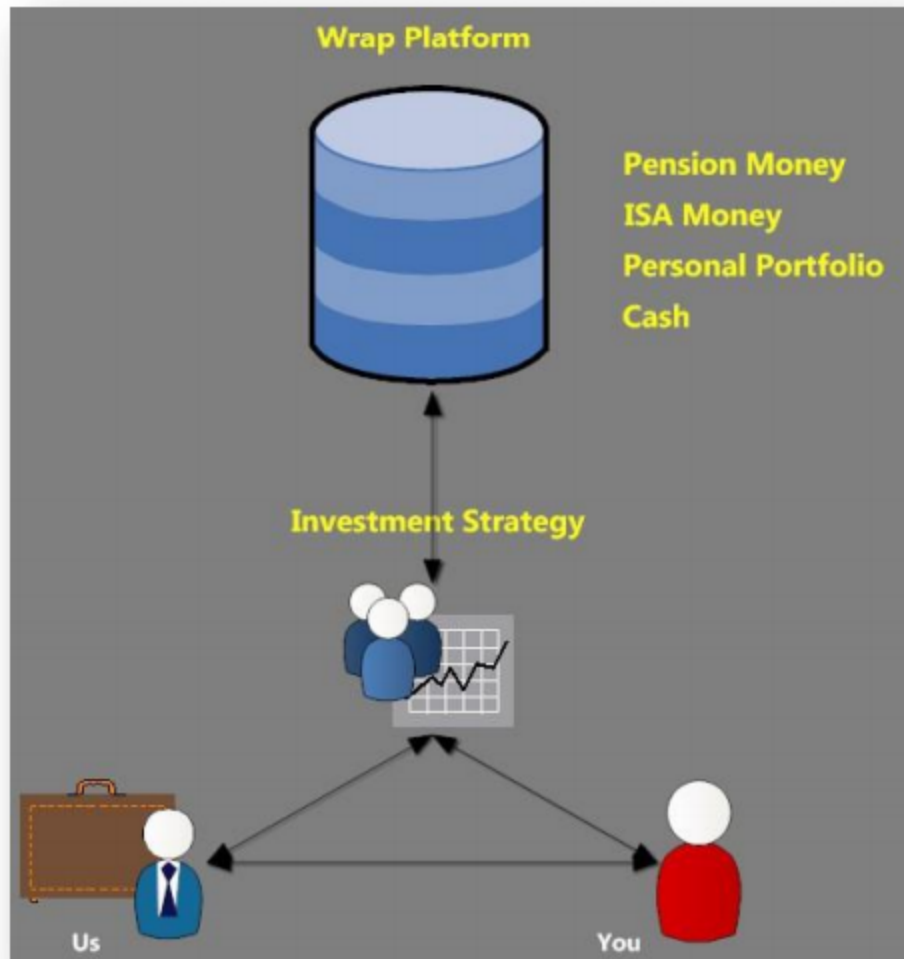 Wrap Platform
Pension Money
ISA Money
Personal Portfolio
Cash
Investment Strategy
Us
You